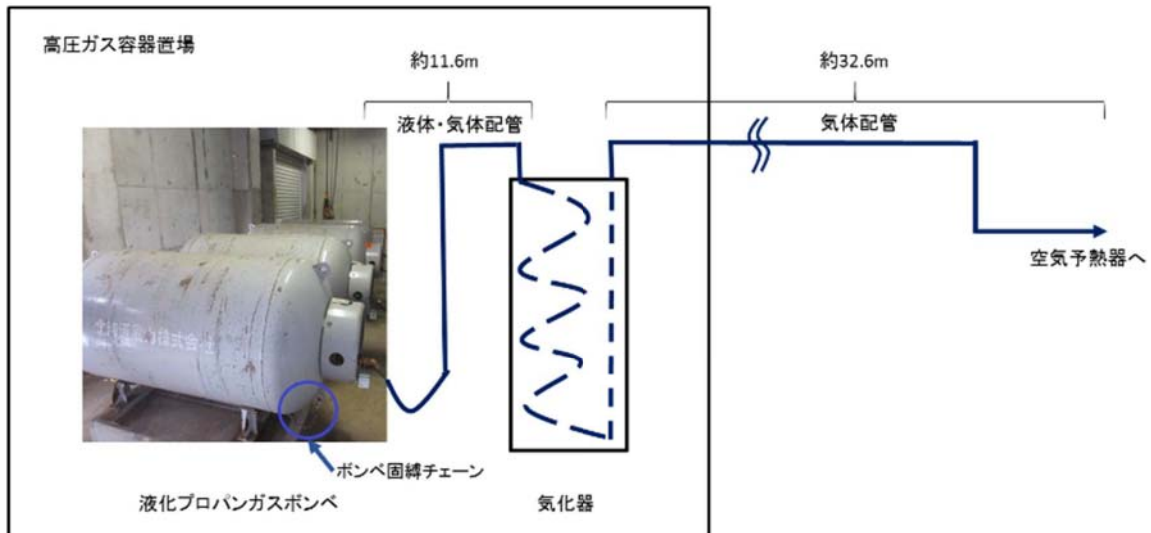 高圧ガス容器置場
約11.6m
約32.6m
液体・気体配管
気体配管
空気予熱器へ
ボンベ固縛チェーン
液化プロパンガスボンベ
気化器